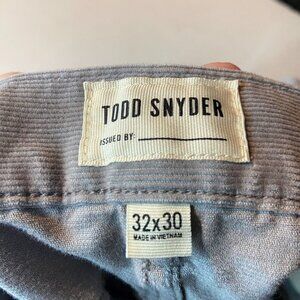 TODD SNYDER
ISSUED BY:
32x30
MADE IN VIETNAM